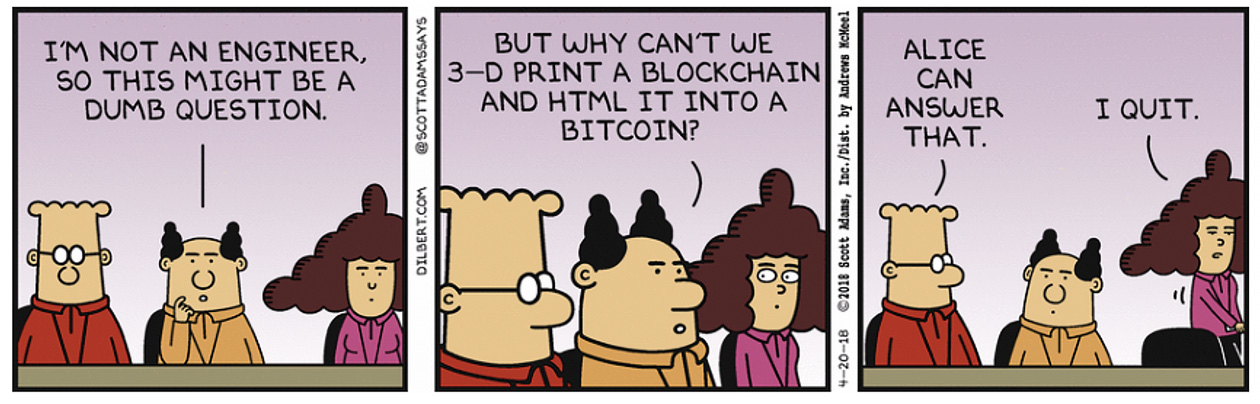 I'M NOT AN ENGINEER,
SO THIS MIGHT BE A
DUMB QUESTION.
DILBERT.COM @SCOTTADAMSSAYS
BUT WHY CAN'T WE
3-D PRINT A BLOCKCHAIN
AND HTML IT INTO A
BITCOIN?
4-20-18 ©2018 Scott Adams, Inc./Dist. by Andrews McMeel
ALICE
CAN
ANSWER
THAT.
I QUIT.